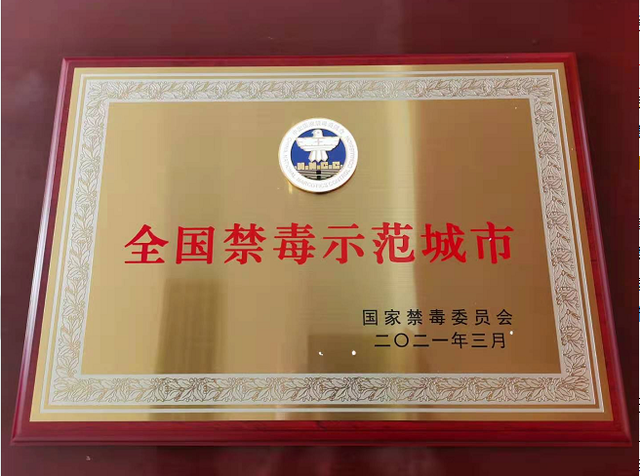 全国禁毒示范城市
国家禁毒委员会
二〇二一年三月